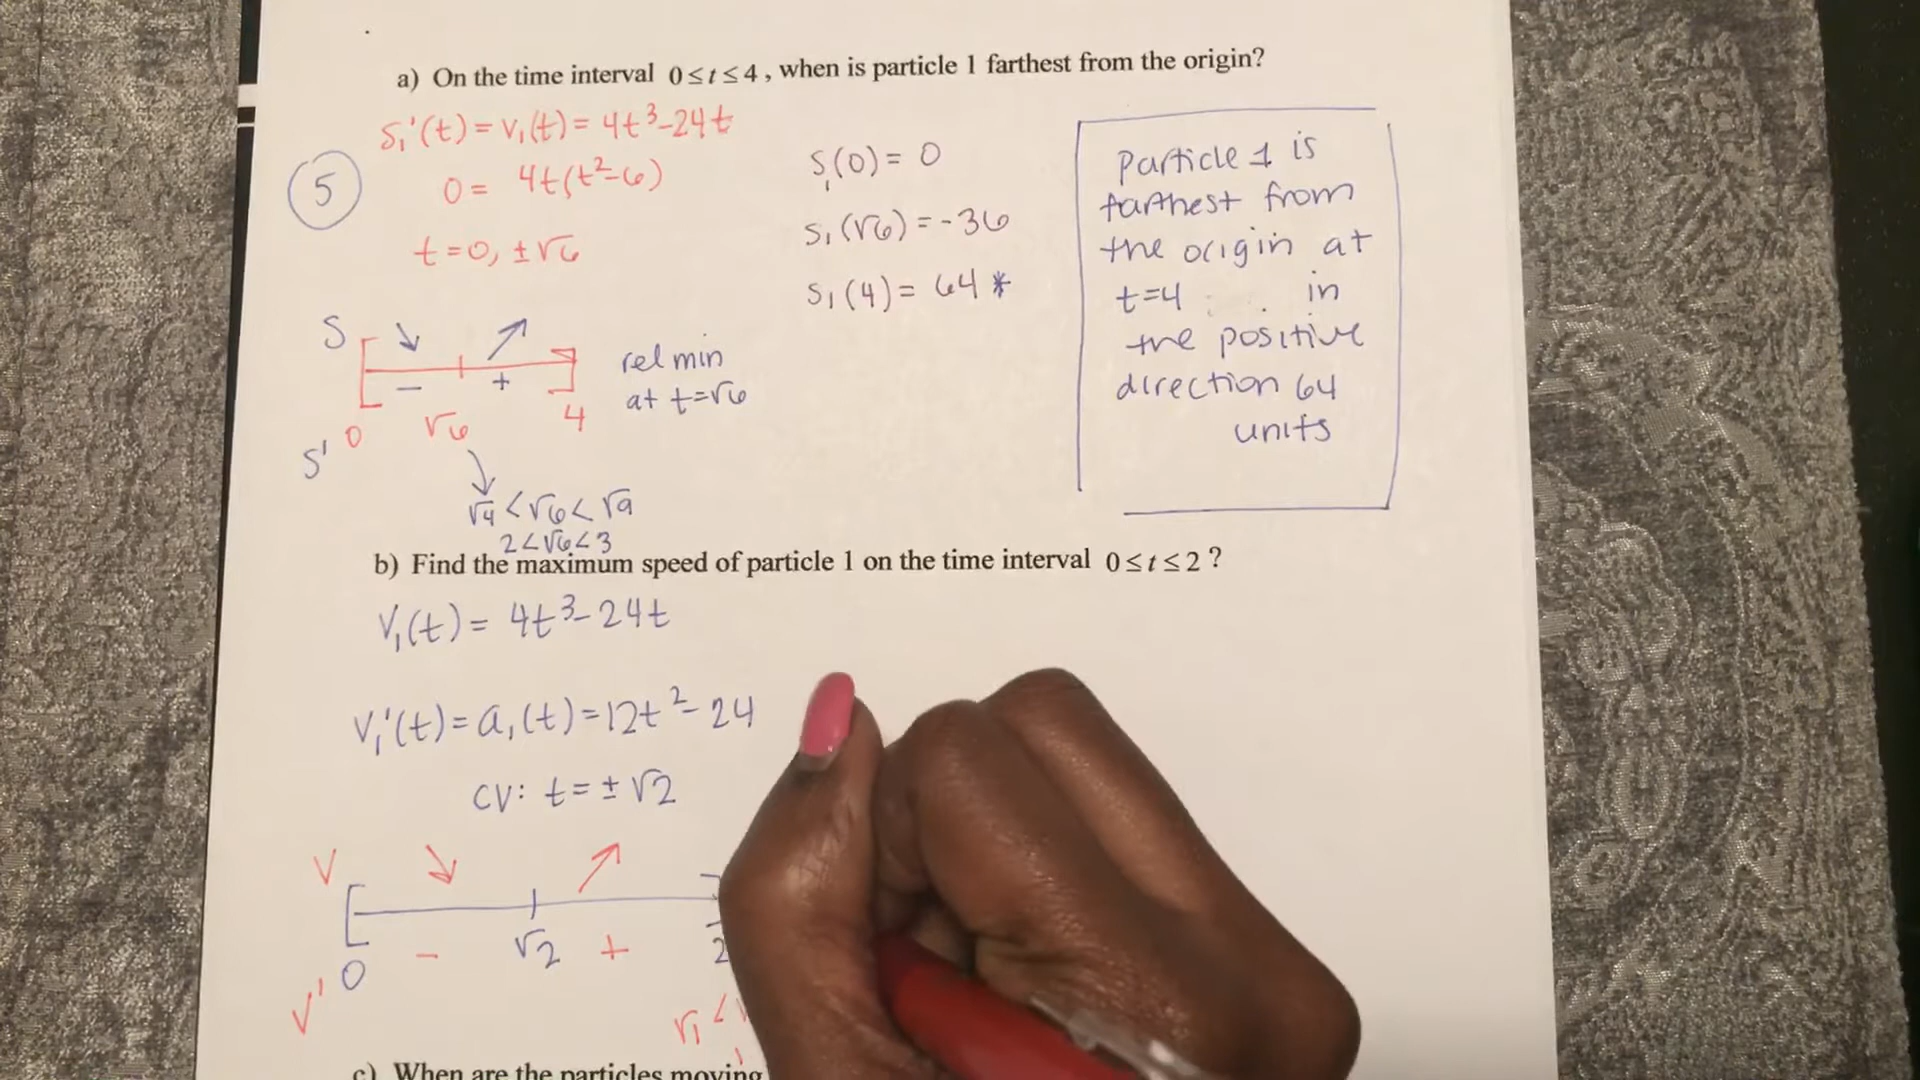 a) On the time interval 0≤t≤4, when is particle 1 farthest from the origin?
S₁'(t) = v₁(t) = 4t³-24t
0 = 4t(t²-6)
t=0, ±√6
5
S₁(0) = 0
S₁(√6) = -36
S₁(4) = 64 *
Particle 1 is
farthest from
the origin at
t=4 in
the positive
direction 64
units
S
- +
0 √6 4
S'
rel min
at t=√6
√4 < √6 < √9
2<√6<3
b) Find the maximum speed of particle 1 on the time interval 0≤t≤2?
V₁(t) = 4t³-24t
V₁'(t) = a₁(t) = 12t²-24
CV: t = ± √2
V
0 - √2 + 2
V'
√1 <
c) When are the particles moving